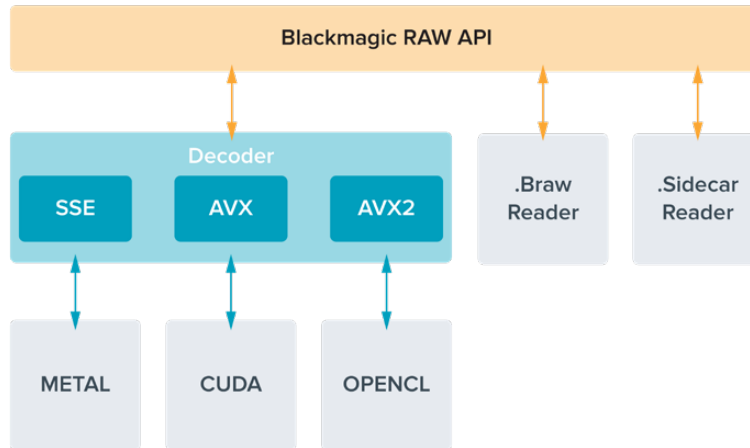 Blackmagic RAW API
Decoder
SSE
AVX
AVX2
.Braw
Reader
.Sidecar
Reader
METAL
CUDA
OPENCL